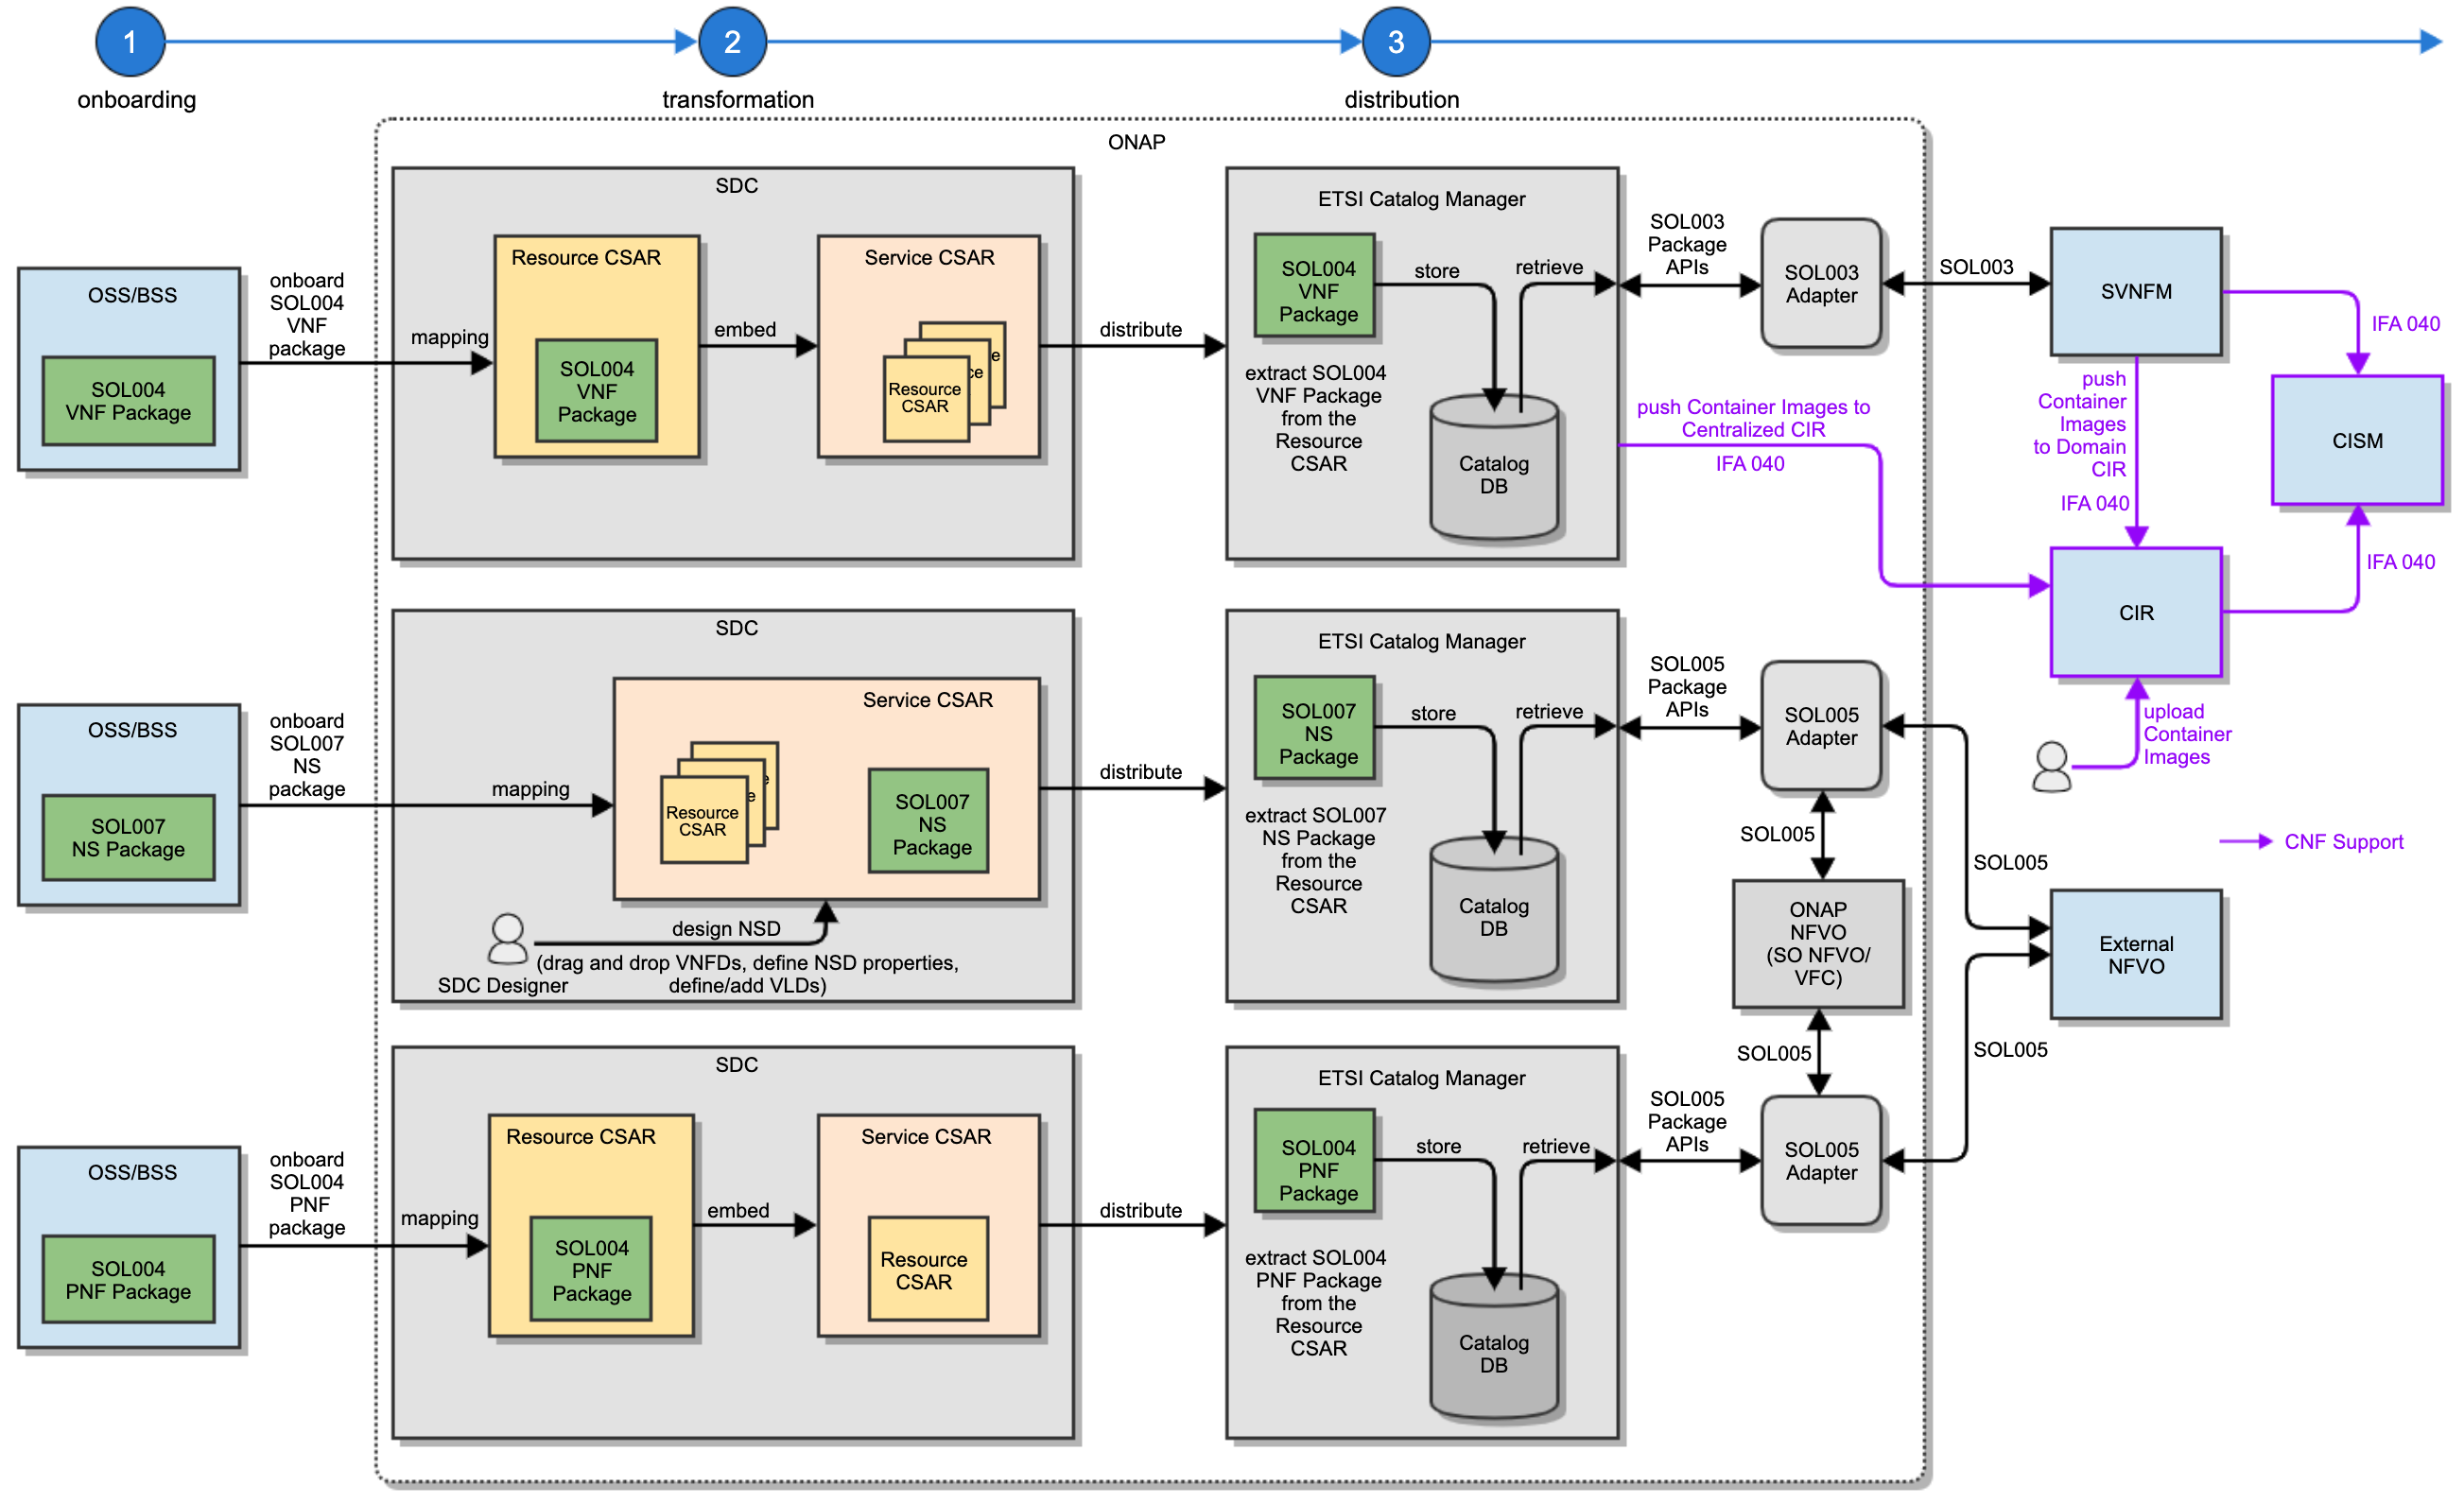 1
2
3
onboarding
transformation
distribution
ONAP
OSS/BSS
SOL004
VNF Package
onboard
SOL004
VNF
package
mapping
SDC
Resource CSAR
SOL004
VNF
Package
embed
Service CSAR
e
ce
Resource
CSAR
distribute
ETSI Catalog Manager
SOL004
VNF
Package
store
retrieve
extract SOL004
VNF Package
from the
Resource
CSAR
Catalog
DB
SOL003
Package
APIs
SOL003
Adapter
SOL003
SVNFM
IFA 040
push Container Images to
Centralized CIR
IFA 040
push
Container
Images
to Domain
CIR
IFA 040
CISM
IFA 040
CIR
upload
Container
Images
CNF Support
OSS/BSS
SOL007
NS Package
onboard
SOL007
NS
package
mapping
SDC
Service CSAR
e
e
Resource
CSAR
SOL007
NS
Package
design NSD
(drag and drop VNFDs, define NSD properties,
define/add VLDs)
SDC Designer
distribute
ETSI Catalog Manager
SOL007
NS
Package
store
retrieve
extract SOL007
NS Package
from the
Resource
CSAR
Catalog
DB
SOL005
Package
APIs
SOL005
Adapter
SOL005
SOL005
ONAP
NFVO
(SO NFVO/
VFC)
External
NFVO
SOL005
SOL005
OSS/BSS
SOL004
PNF Package
onboard
SOL004
PNF
package
mapping
SDC
Resource CSAR
SOL004
PNF
Package
embed
Service CSAR
Resource
CSAR
distribute
ETSI Catalog Manager
SOL004
PNF
Package
store
retrieve
extract SOL004
PNF Package
from the
Resource
CSAR
Catalog
DB
SOL005
Package
APIs
SOL005
Adapter